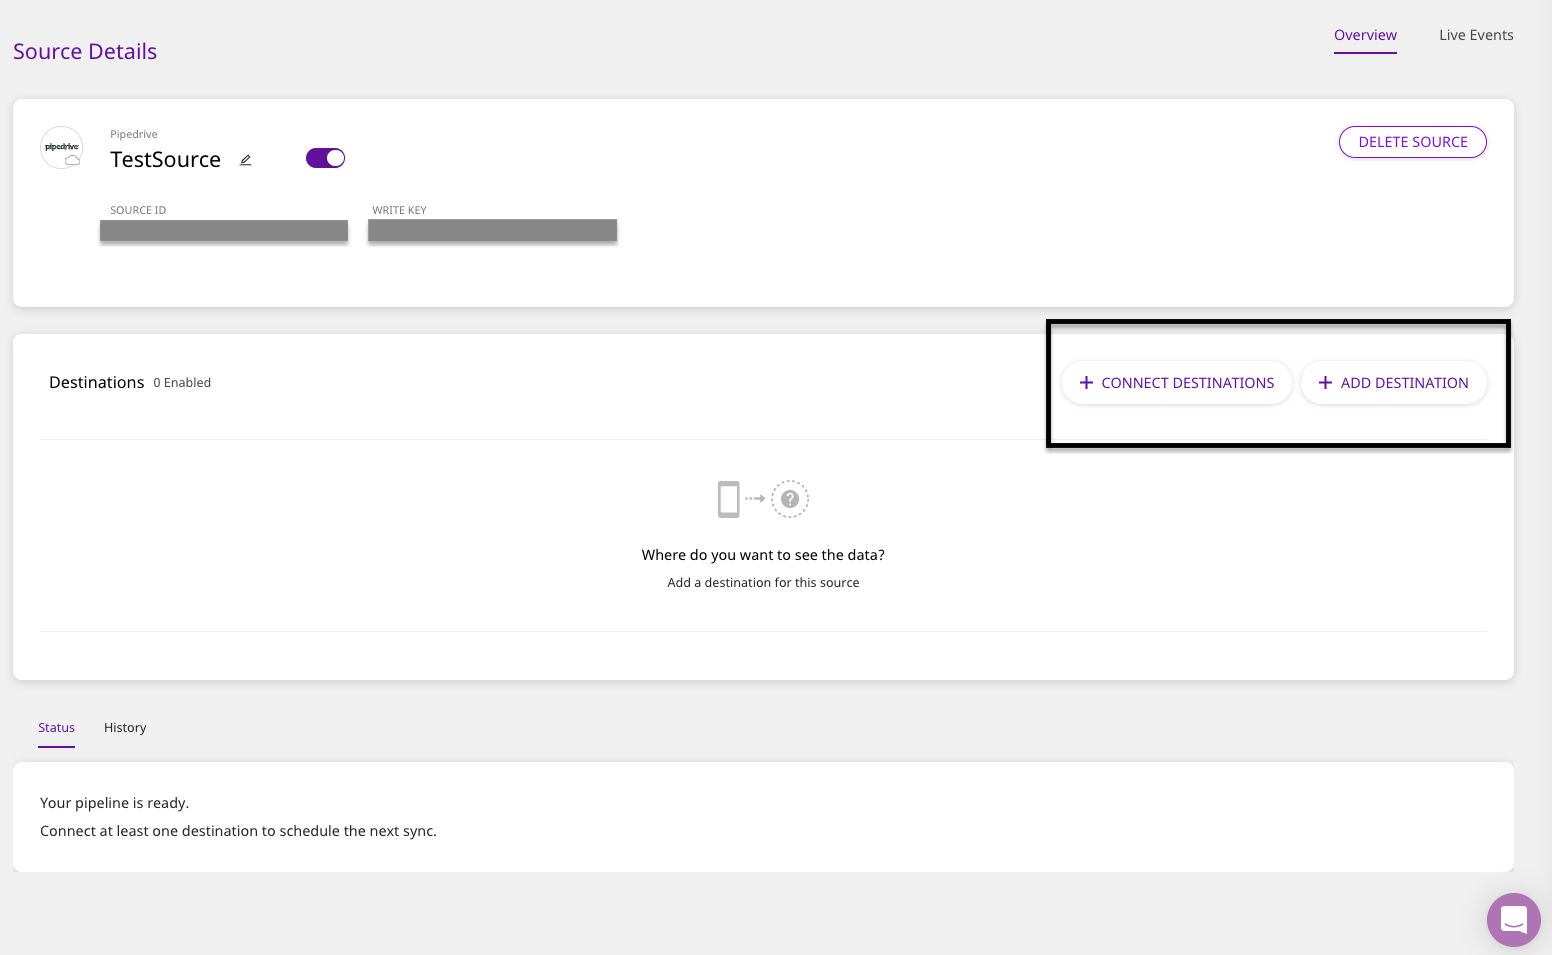 Source Details
Overview
Live Events
pipedrive
Pipedrive
TestSource
DELETE SOURCE
SOURCE ID
WRITE KEY
Destinations 0 Enabled
+ CONNECT DESTINATIONS
+ ADD DESTINATION
?
Where do you want to see the data?
Add a destination for this source
Status
History
Your pipeline is ready.
Connect at least one destination to schedule the next sync.